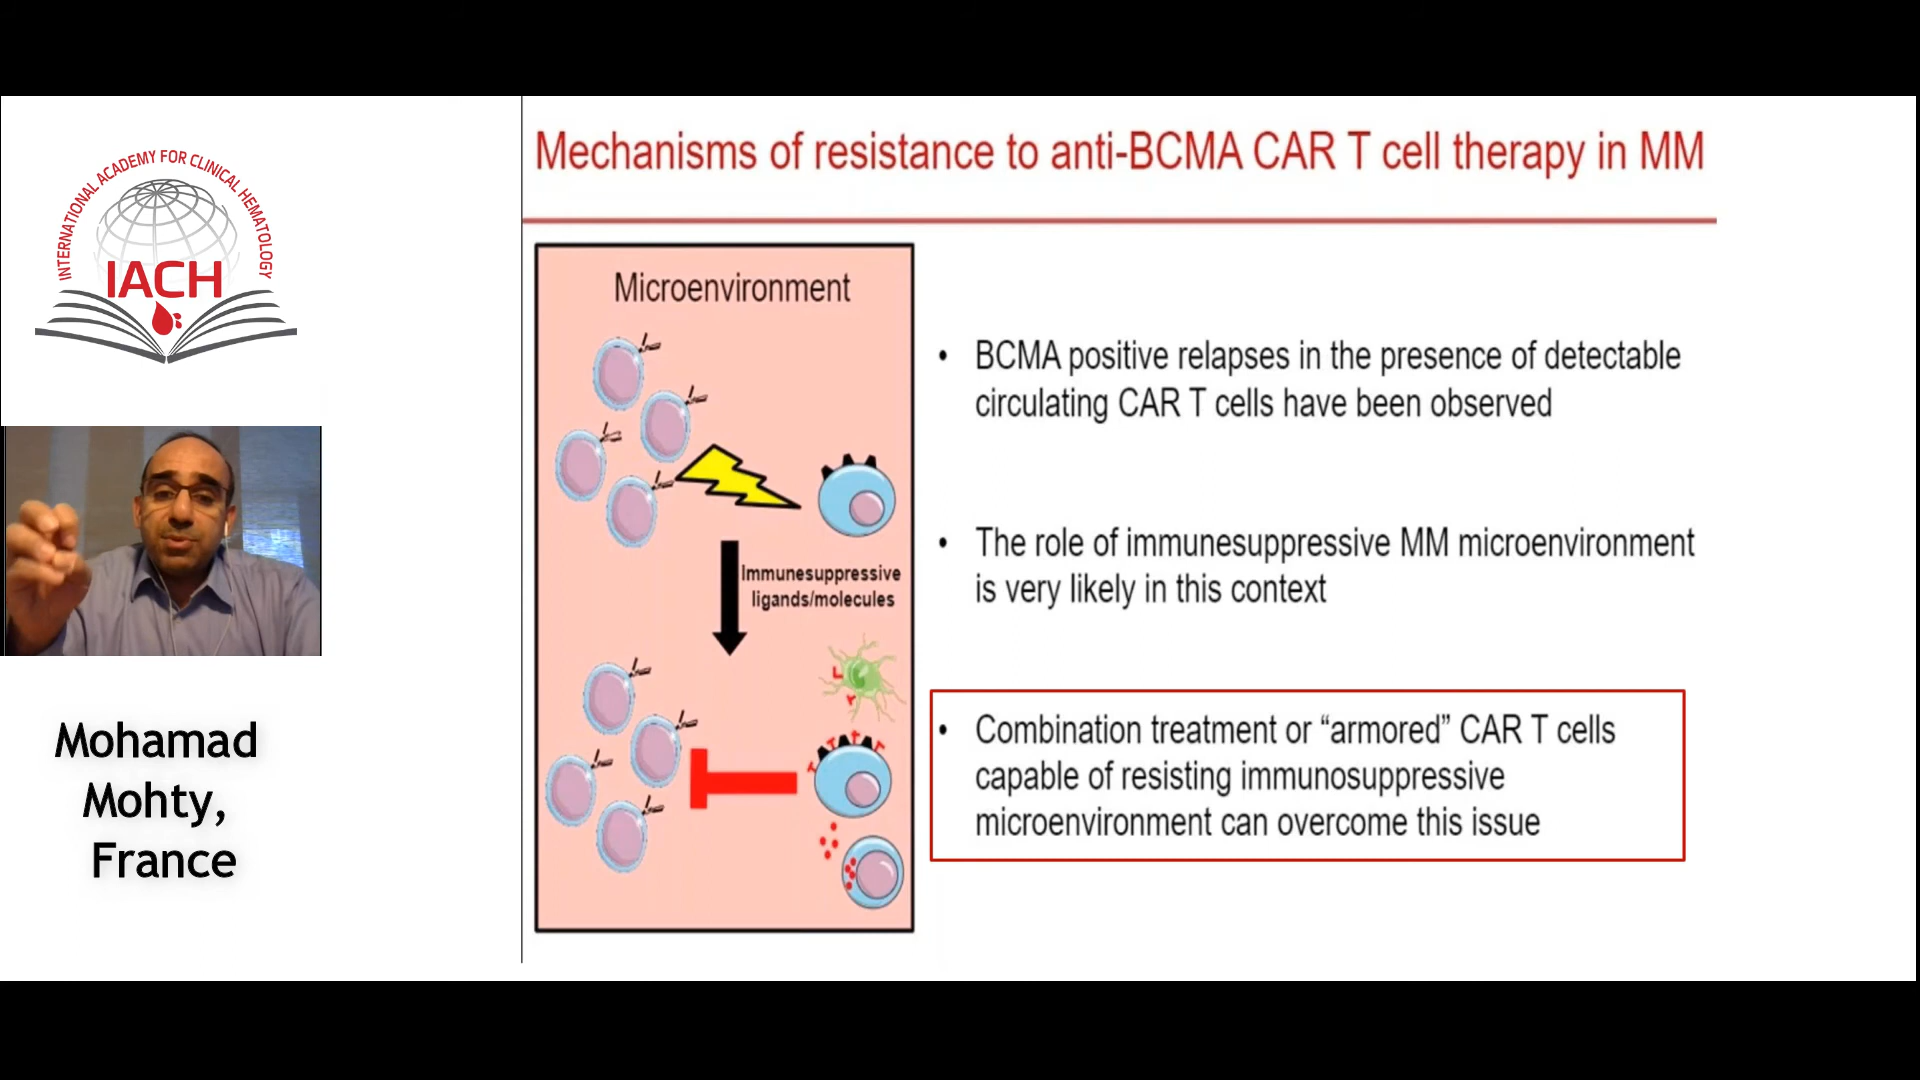 INTERNATIONAL ACADEMY FOR CLINICAL HEMATOLOGY
IACH
Mohamad
Mohty,
France
Mechanisms of resistance to anti-BCMA CAR T cell therapy in MM
Microenvironment
Immunesuppressive
ligands/molecules
• BCMA positive relapses in the presence of detectable
circulating CAR T cells have been observed
• The role of immunesuppressive MM microenvironment
is very likely in this context
• Combination treatment or “armored” CAR T cells
capable of resisting immunosuppressive
microenvironment can overcome this issue